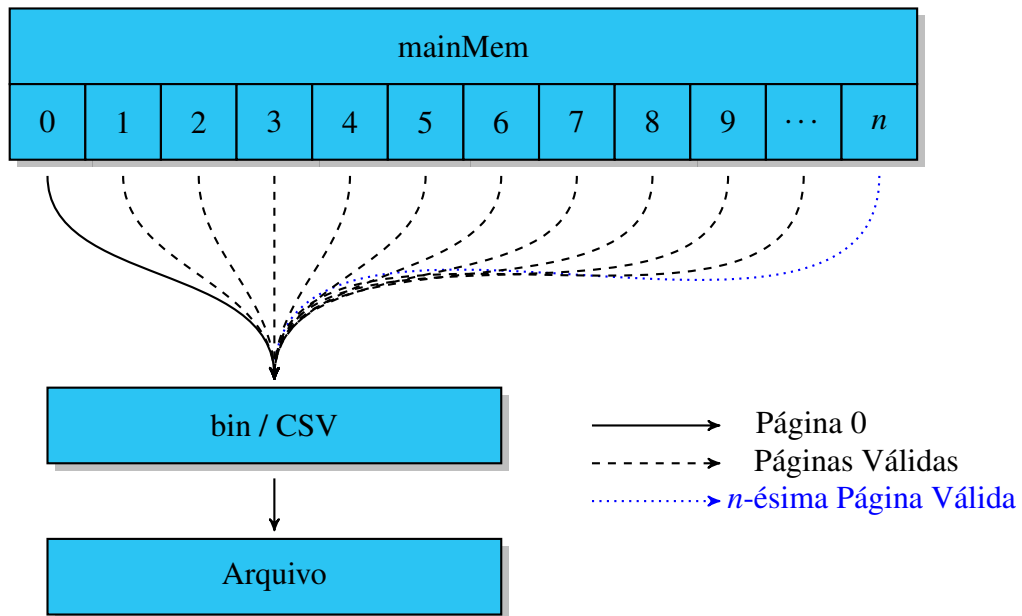 mainMem
0 1 2 3 4 5 6 7 8 9 ··· n
bin / CSV
Página 0
Páginas Válidas
n-ésima Página Válida
Arquivo